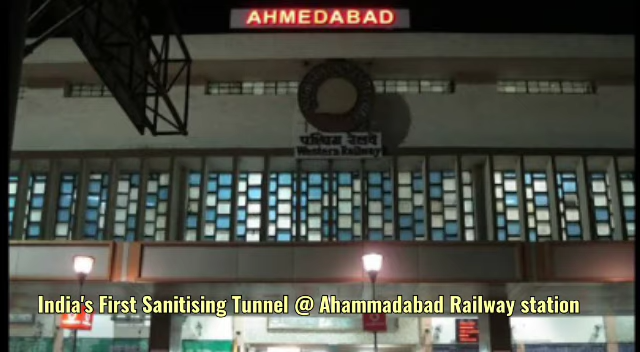 AHMEDABAD
पश्चिम रेलवे
Western Railway
India's First Sanitising Tunnel @ Ahammadabad Railway station